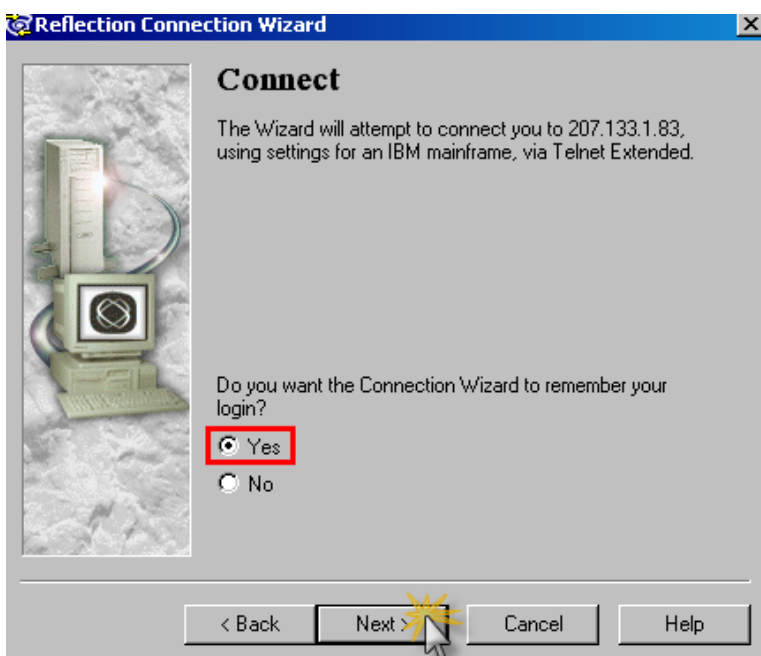 Reflection Connection Wizard
Connect
The Wizard will attempt to connect you to 207.133.1.83,
using settings for an IBM mainframe, via Telnet Extended.
Do you want the Connection Wizard to remember your
login?
Yes
No
< Back Next > Cancel Help